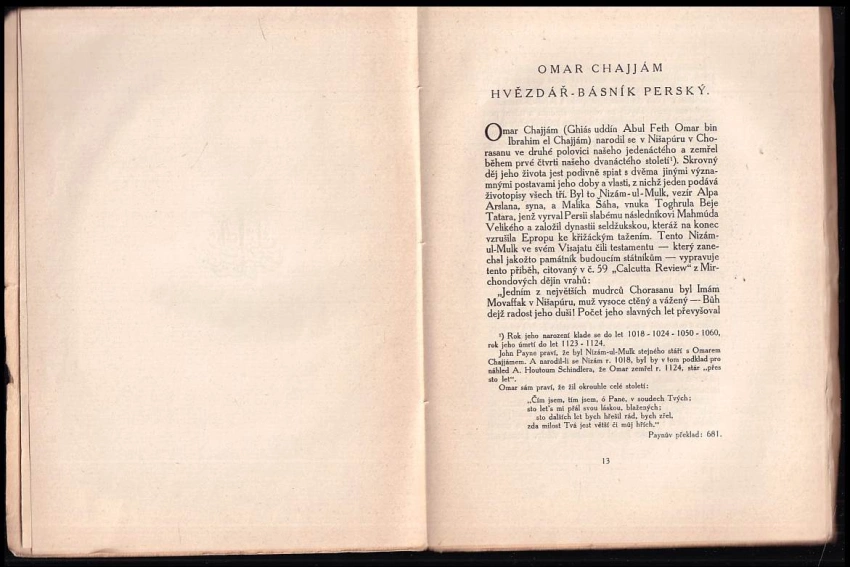 OMAR CHAJJÁM
HVĚZDÁŘ-BÁSNÍK PERSKÝ.
Omar Chajjám (Ghiás uddín Abul Feth Omar bin
Ibrahim el Chajjám) narodil se v Nišapúru v Cho-
rasanu ve druhé polovici našeho jedenáctého a zemřel
během prvé čtvrti našeho dvanáctého století¹). Skrovný
děj jeho života jest podivně spiat s dvěma jinými význa-
mnými postavami jeho doby a vlasti, z nichž jeden podává
životopisy všech tří. Byl to Nizám-ul-Mulk, vezír Alpa
Arslana, syna, a Malika Šáha, vnuka Toghrula Beje
Tatara, jenž vyrval Persii slabému následníkovi Mahmúda
Velikého a založil dynastii seldžukskou, kteráž na konec
vzrušila Epropu ke křižáckým tažením. Tento Nizám-
ul-Mulk ve svém Visajatu čili testamentu — který zane-
chal jakožto památník budoucím státníkům — vypravuje
tento příběh, citovaný v č. 59 „Calcutta Review“ z Mir-
chondových dějin vrahů:
„Jedním z největších mudrců Chorasanu byl Imám
Movaffak v Nišapúru, muž vysoce ctěný a vážený — Bůh
dejž radost jeho duši! Počet jeho slavných let převyšoval
¹) Rok jeho narození klade se do let 1018 - 1024 - 1050 - 1060,
rok jeho úmrtí do let 1123 - 1124.
John Payne praví, že byl Nizám-ul-Mulk stejného stáří s Omarem
Chajjámem. A narodil-li se Nizám r. 1018, byl by v tom podklad pro
náhled A. Houtoum Schindlera, že Omar zemřel r. 1124, stár „přes
sto let“.
Omar sám praví, že žil okrouhle celé století:
„Čím jsem, tím jsem, ó Pane, v soudech Tvých;
sto let's mi přál svou láskou, blažených;
sto dalších let bych hřešil rád, bych zřel,
zda milost Tvá jest větší či můj hřích.“
Paynův překlad: 681.
13